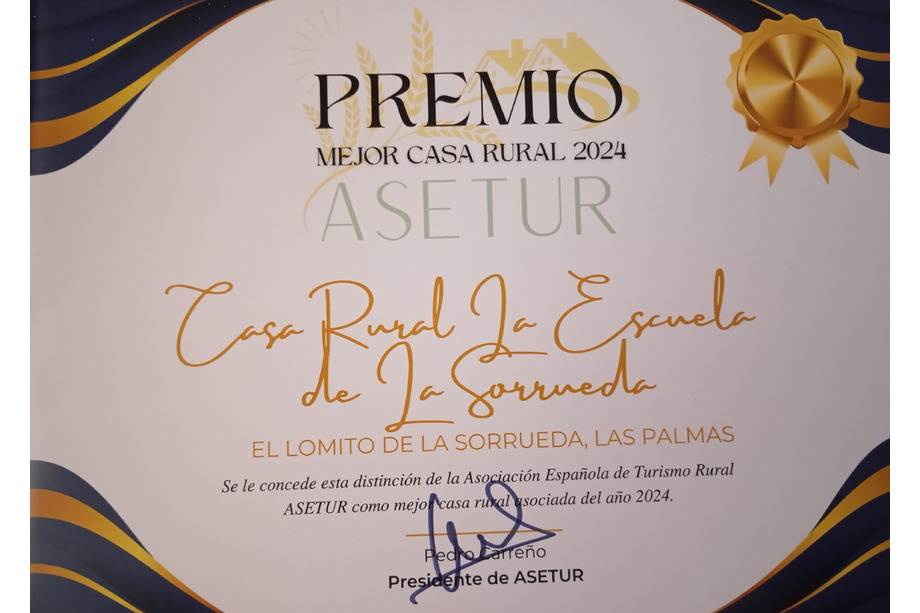 PREMIO
MEJOR CASA RURAL 2024
ASETUR
Casa Rural La Escuela
de La Sorrueda
EL LOMITO DE LA SORRUEDA, LAS PALMAS
Se le concede esta distinción de la Asociación Española de Turismo Rural
ASETUR como mejor casa rural asociada del año 2024.
Pedro Carreño
Presidente de ASETUR